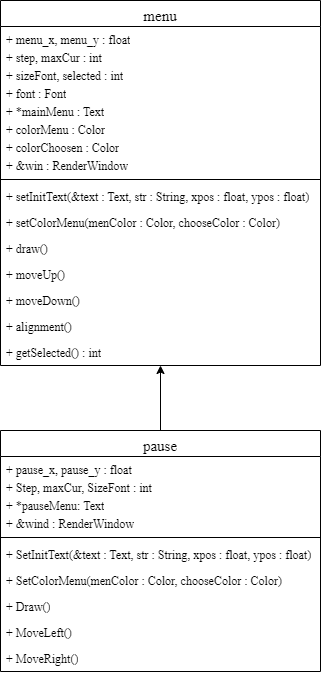 menu
+ menu_x, menu_y : float
+ step, maxCur : int
+ sizeFont, selected : int
+ font : Font
+ *mainMenu : Text
+ colorMenu : Color
+ colorChoosen : Color
+ &win : RenderWindow
+ setInitText(&text : Text, str : String, xpos : float, ypos : float)
+ setColorMenu(menColor : Color, chooseColor : Color)
+ draw()
+ moveUp()
+ moveDown()
+ alignment()
+ getSelected() : int
pause
+ pause_x, pause_y : float
+ Step, maxCur, SizeFont : int
+ *pauseMenu: Text
+ &wind : RenderWindow
+ SetInitText(&text : Text, str : String, xpos : float, ypos : float)
+ SetColorMenu(menColor : Color, chooseColor : Color)
+ Draw()
+ MoveLeft()
+ MoveRight()